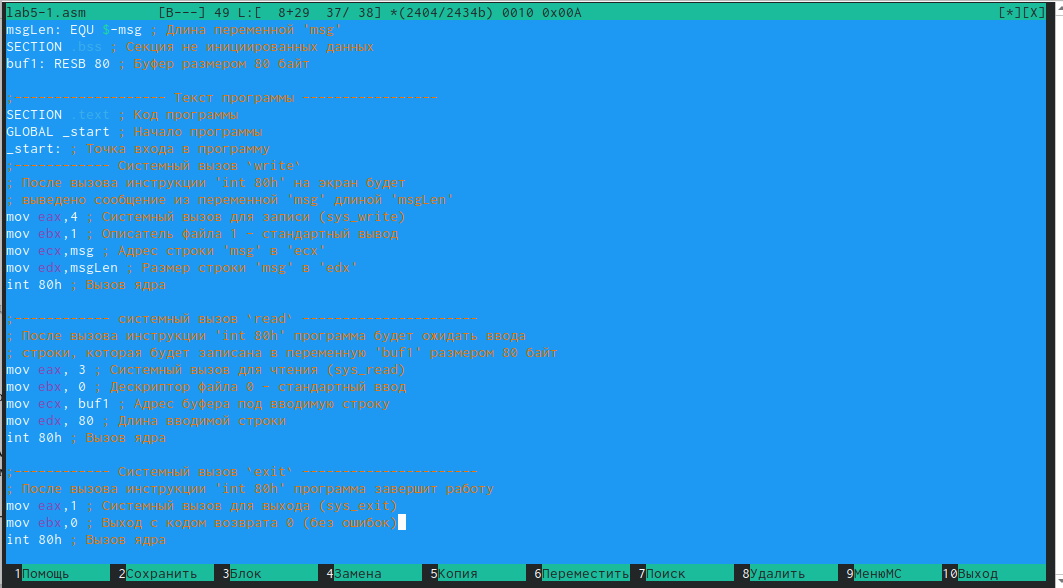 lab5-1.asm [B---] 49 L:[ 8+29 37/ 38] *(2404/2434b) 0010 0x00A [*][X]
msgLen: EQU $-msg ; Длина переменной 'msg'
SECTION .bss ; Секция не инициированных данных
buf1: RESB 80 ; Буфер размером 80 байт
;------------------- Текст программы -----------------
SECTION .text ; Код программы
GLOBAL _start ; Начало программы
_start: ; Точка входа в программу
;------------ Cистемный вызов `write`
; После вызова инструкции 'int 80h' на экран будет
; выведено сообщение из переменной 'msg' длиной 'msgLen'
mov eax,4 ; Системный вызов для записи (sys_write)
mov ebx,1 ; Описатель файла 1 - стандартный вывод
mov ecx,msg ; Адрес строки 'msg' в 'ecx'
mov edx,msgLen ; Размер строки 'msg' в 'edx'
int 80h ; Вызов ядра
;------------ системный вызов `read` ----------------------
; После вызова инструкции 'int 80h' программа будет ожидать ввода
; строки, которая будет записана в переменную 'buf1' размером 80 байт
mov eax, 3 ; Системный вызов для чтения (sys_read)
mov ebx, 0 ; Дескриптор файла 0 - стандартный ввод
mov ecx, buf1 ; Адрес буфера под вводимую строку
mov edx, 80 ; Длина вводимой строки
int 80h ; Вызов ядра
;------------ Системный вызов `exit` ----------------------
; После вызова инструкции 'int 80h' программа завершит работу
mov eax,1 ; Системный вызов для выхода (sys_exit)
mov ebx,0 ; Выход с кодом возврата 0 (без ошибок)
int 80h ; Вызов ядра
1Помощь 2Сохранить 3Блок 4Замена 5Копия 6Переместить 7Поиск 8Удалить 9МенюMC 10Выход